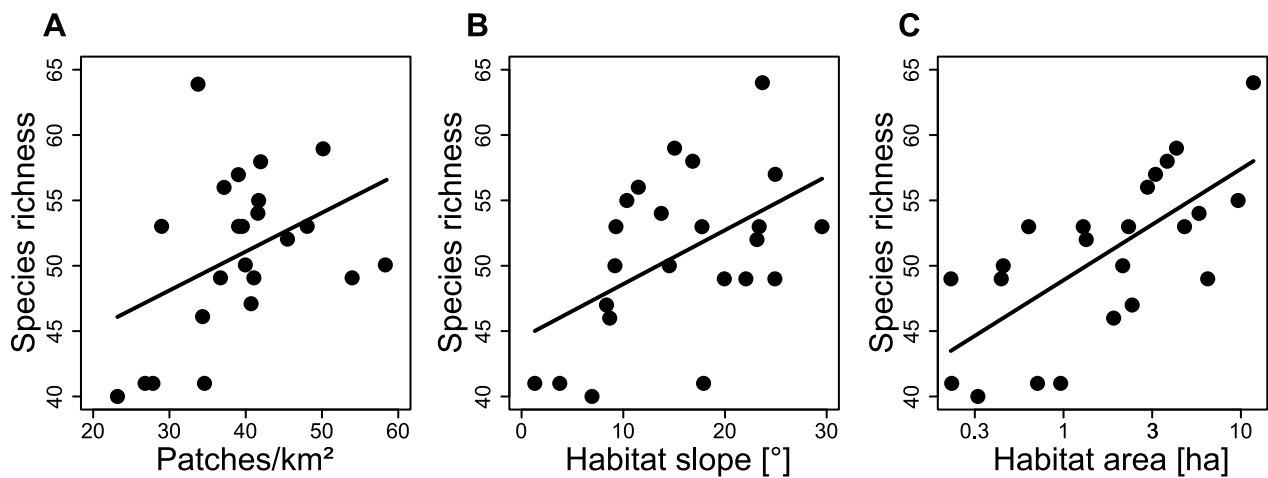 A
Species richness
40 45 50 55 60 65
20 30 40 50 60
Patches/km²
B
Species richness
40 45 50 55 60 65
0 10 20 30
Habitat slope [°]
C
Species richness
40 45 50 55 60 65
0.3 1 3 10
Habitat area [ha]